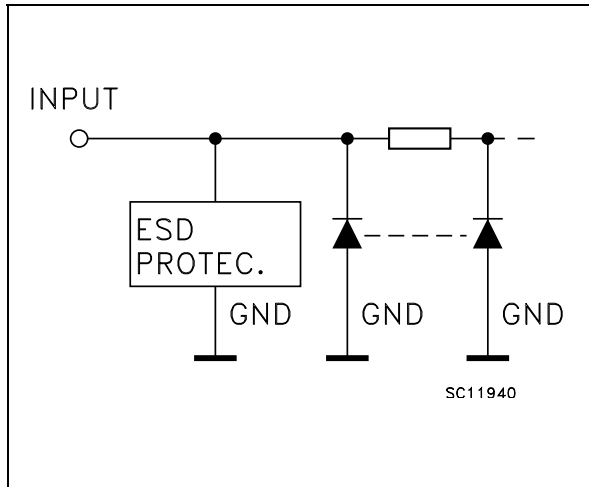 INPUT
ESD
PROTEC.
GND
GND
GND
SC11940